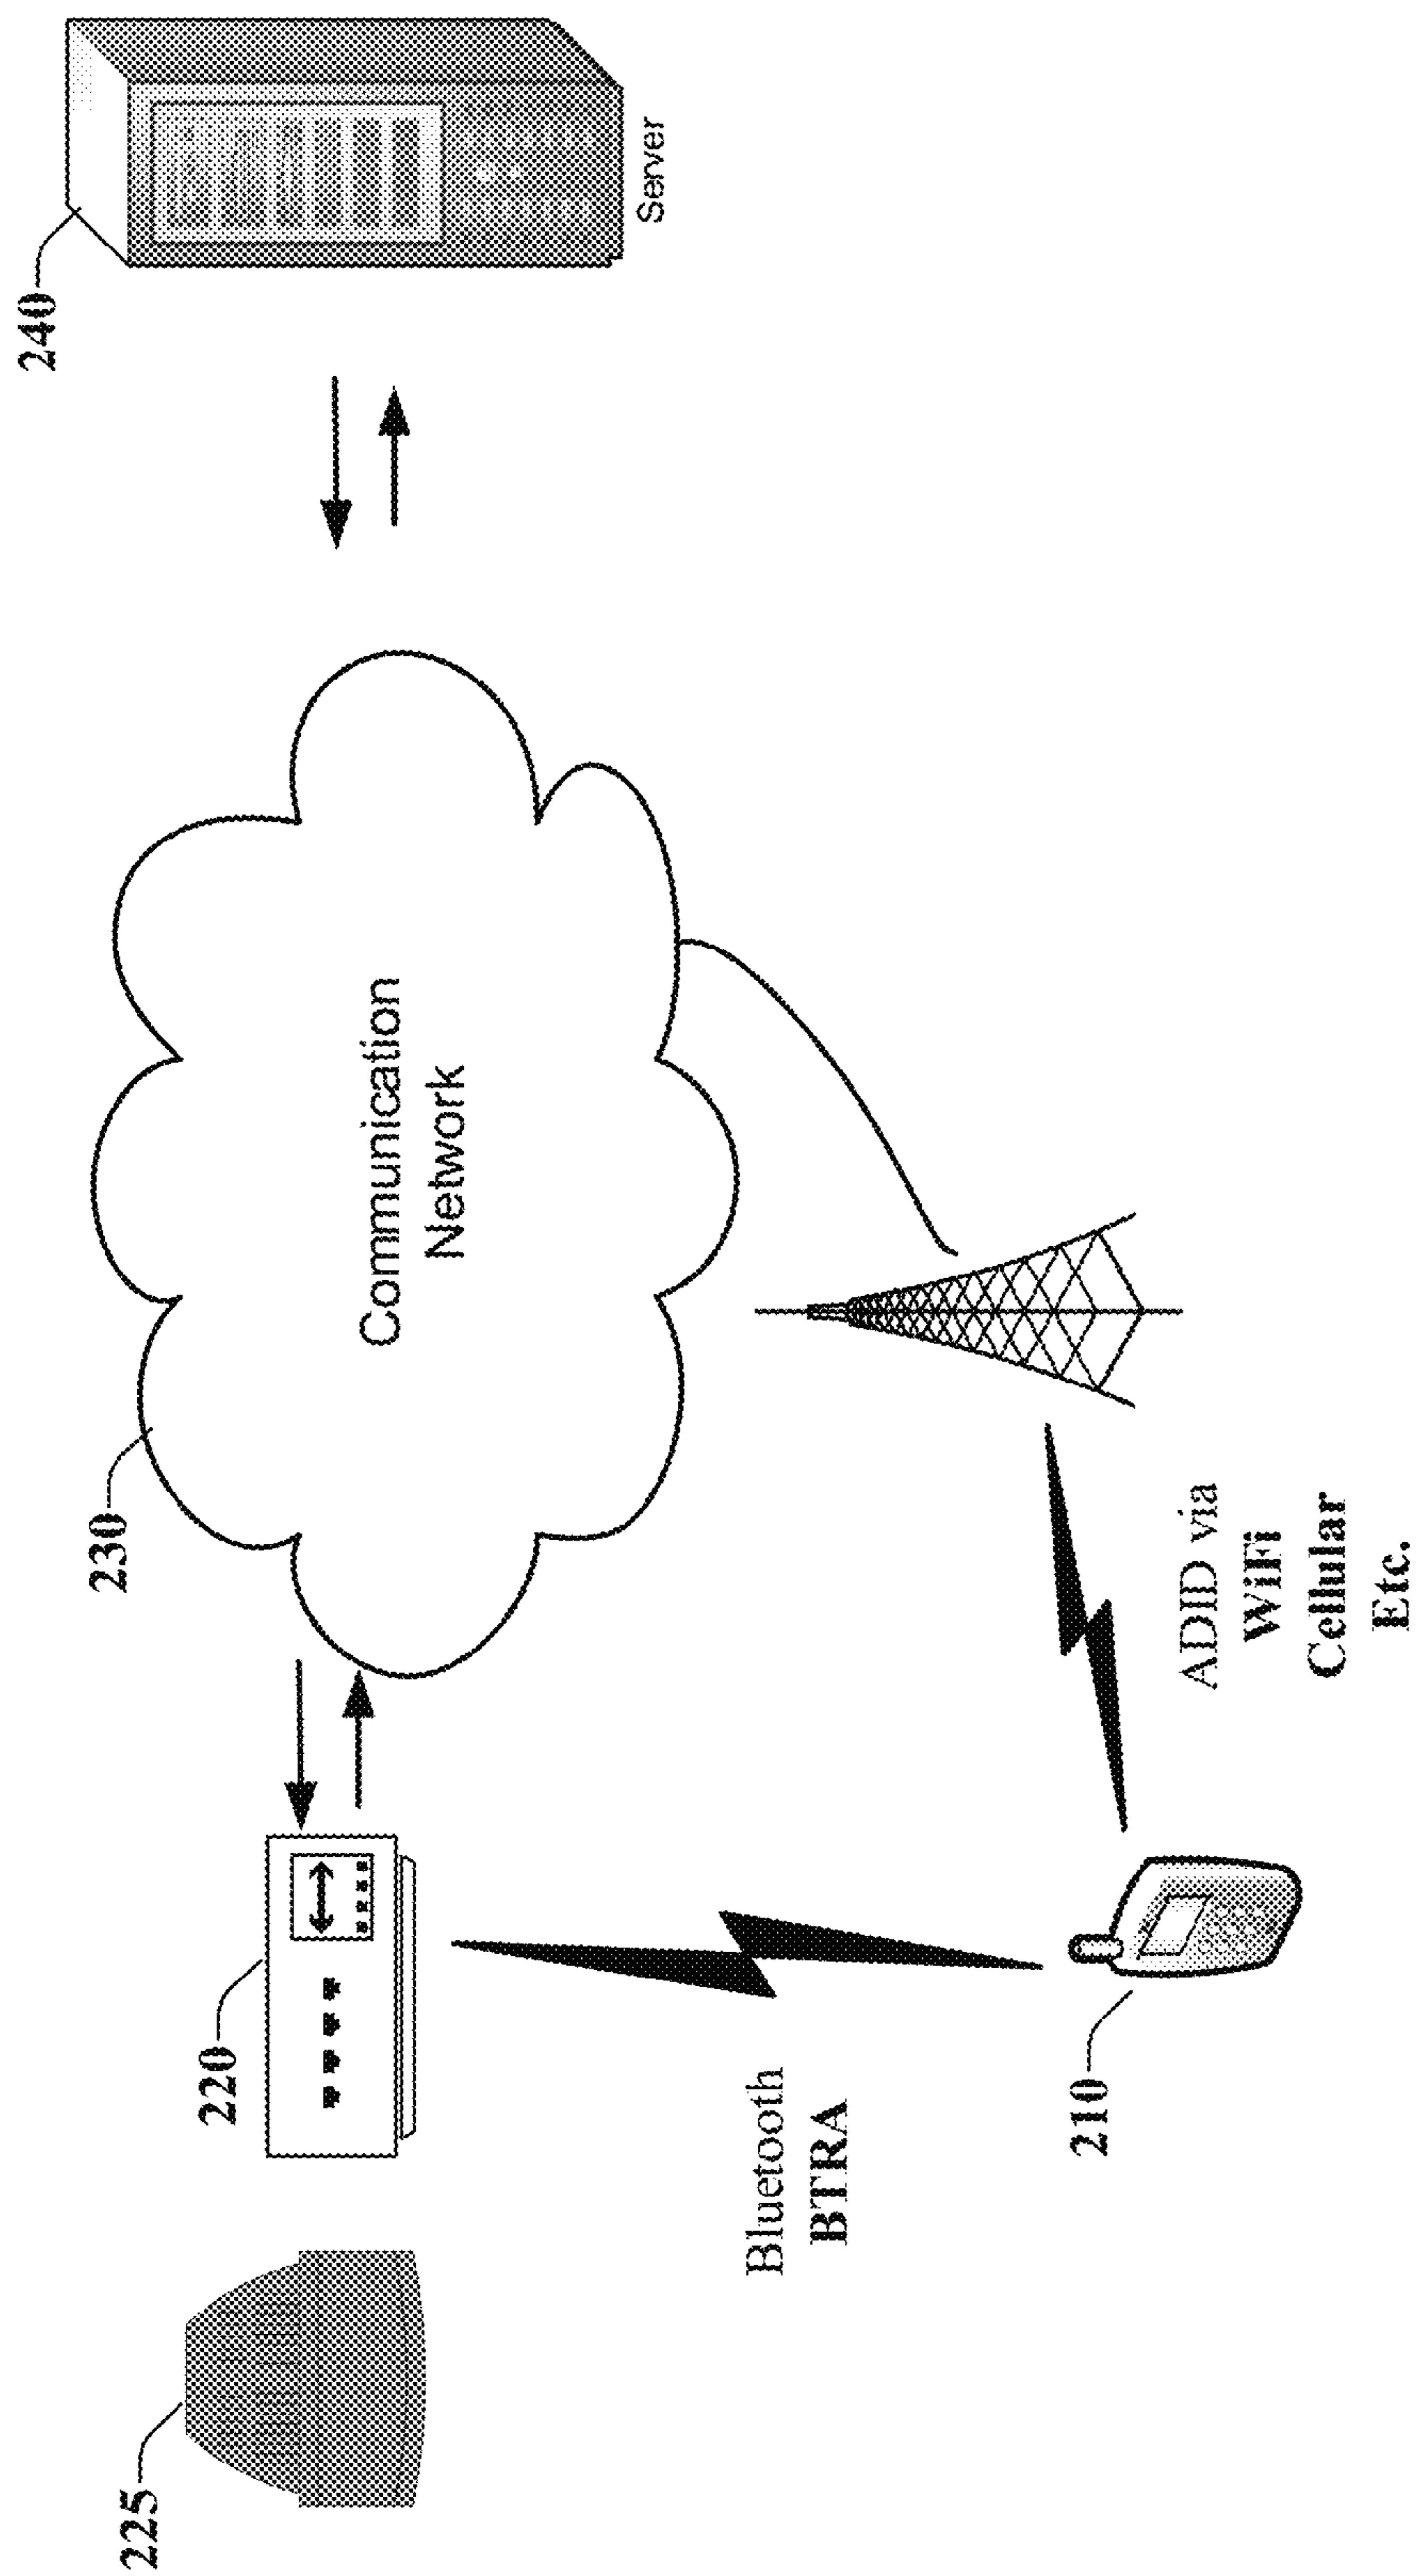 225
220
230
240
Communication
Network
Server
Bluetooth
BTRA
210
ADID via
WiFi
Cellular
Etc.